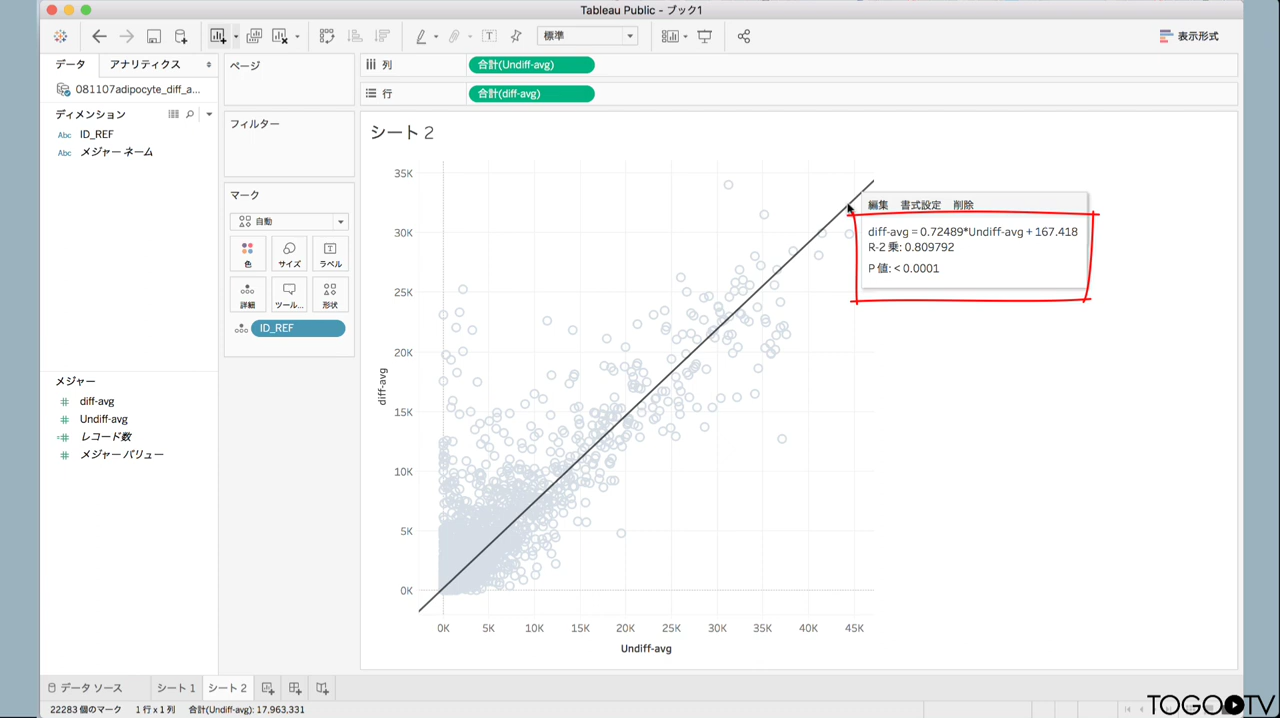 Tableau Public - ブック1
標準
表示形式
データ
アナリティクス
081107adipocyte_diff_a...
ディメンション
Abc ID_REF
Abc メジャー ネーム
メジャー
diff-avg
Undiff-avg
レコード数
メジャー バリュー
ページ
フィルター
マーク
自動
色
サイズ
ラベル
詳細
ツール...
形状
ID_REF
列
合計(Undiff-avg)
行
合計(diff-avg)
シート 2
35K
30K
25K
20K
15K
10K
5K
0K
diff-avg
0K 5K 10K 15K 20K 25K 30K 35K 40K 45K
Undiff-avg
編集 書式設定 削除
diff-avg = 0.72489*Undiff-avg + 167.418
R-2 乗: 0.809792
P 値: < 0.0001
データ ソース
シート 1
シート 2
22283 個のマーク 1 行 x 1 列 合計(Undiff-avg): 17,963,331
TOGOTV